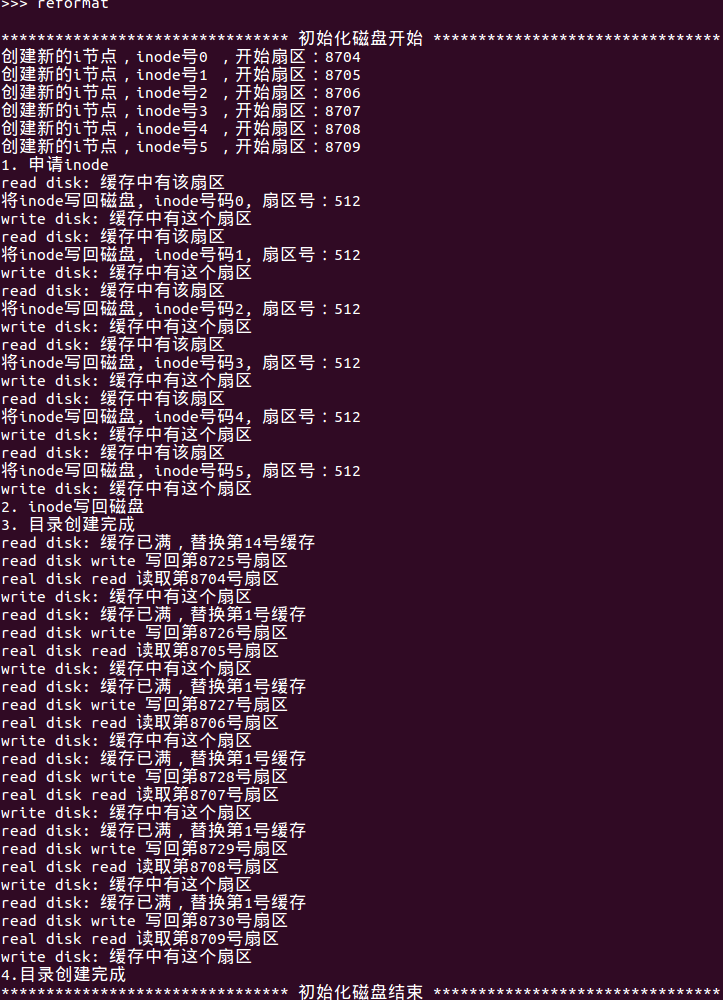 >>> reformat
******************************** 初始化磁盘开始 ********************************
创建新的i节点，inode号0 ，开始扇区：8704
创建新的i节点，inode号1 ，开始扇区：8705
创建新的i节点，inode号2 ，开始扇区：8706
创建新的i节点，inode号3 ，开始扇区：8707
创建新的i节点，inode号4 ，开始扇区：8708
创建新的i节点，inode号5 ，开始扇区：8709
1. 申请inode
read disk: 缓存中有该扇区
将inode写回磁盘, inode号码0, 扇区号：512
write disk: 缓存中有这个扇区
read disk: 缓存中有该扇区
将inode写回磁盘, inode号码1, 扇区号：512
write disk: 缓存中有这个扇区
read disk: 缓存中有该扇区
将inode写回磁盘, inode号码2, 扇区号：512
write disk: 缓存中有这个扇区
read disk: 缓存中有该扇区
将inode写回磁盘, inode号码3, 扇区号：512
write disk: 缓存中有这个扇区
read disk: 缓存中有该扇区
将inode写回磁盘, inode号码4, 扇区号：512
write disk: 缓存中有这个扇区
read disk: 缓存中有该扇区
将inode写回磁盘, inode号码5, 扇区号：512
write disk: 缓存中有这个扇区
2. inode写回磁盘
3. 目录创建完成
read disk: 缓存已满，替换第14号缓存
read disk write 写回第8725号扇区
real disk read 读取第8704号扇区
write disk: 缓存中有这个扇区
read disk: 缓存已满，替换第1号缓存
read disk write 写回第8726号扇区
real disk read 读取第8705号扇区
write disk: 缓存中有这个扇区
read disk: 缓存已满，替换第1号缓存
read disk write 写回第8727号扇区
real disk read 读取第8706号扇区
write disk: 缓存中有这个扇区
read disk: 缓存已满，替换第1号缓存
read disk write 写回第8728号扇区
real disk read 读取第8707号扇区
write disk: 缓存中有这个扇区
read disk: 缓存已满，替换第1号缓存
read disk write 写回第8729号扇区
real disk read 读取第8708号扇区
write disk: 缓存中有这个扇区
read disk: 缓存已满，替换第1号缓存
read disk write 写回第8730号扇区
real disk read 读取第8709号扇区
write disk: 缓存中有这个扇区
4.目录创建完成
******************************** 初始化磁盘结束 ********************************